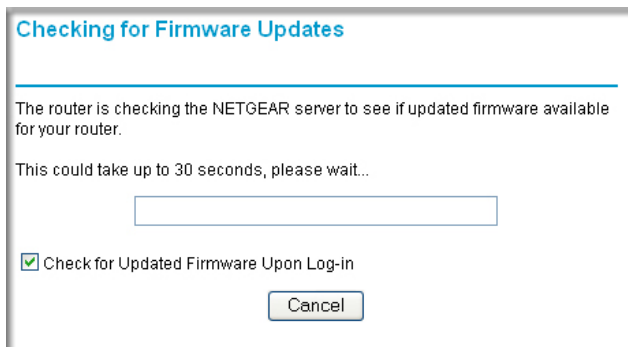 Checking for Firmware Updates
The router is checking the NETGEAR server to see if updated firmware available
for your router.
This could take up to 30 seconds, please wait...
Check for Updated Firmware Upon Log-in
Cancel